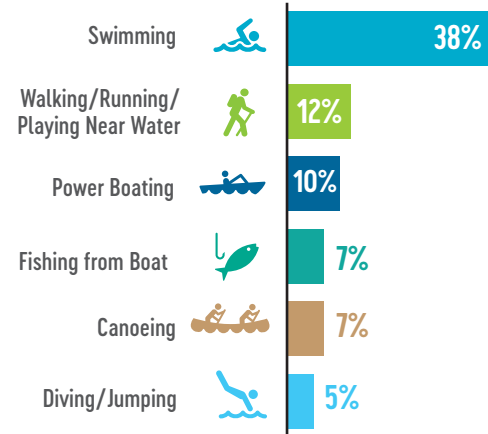 Swimming
38%
Walking/Running/
Playing Near Water
12%
Power Boating
10%
Fishing from Boat
7%
Canoeing
7%
Diving/Jumping
5%